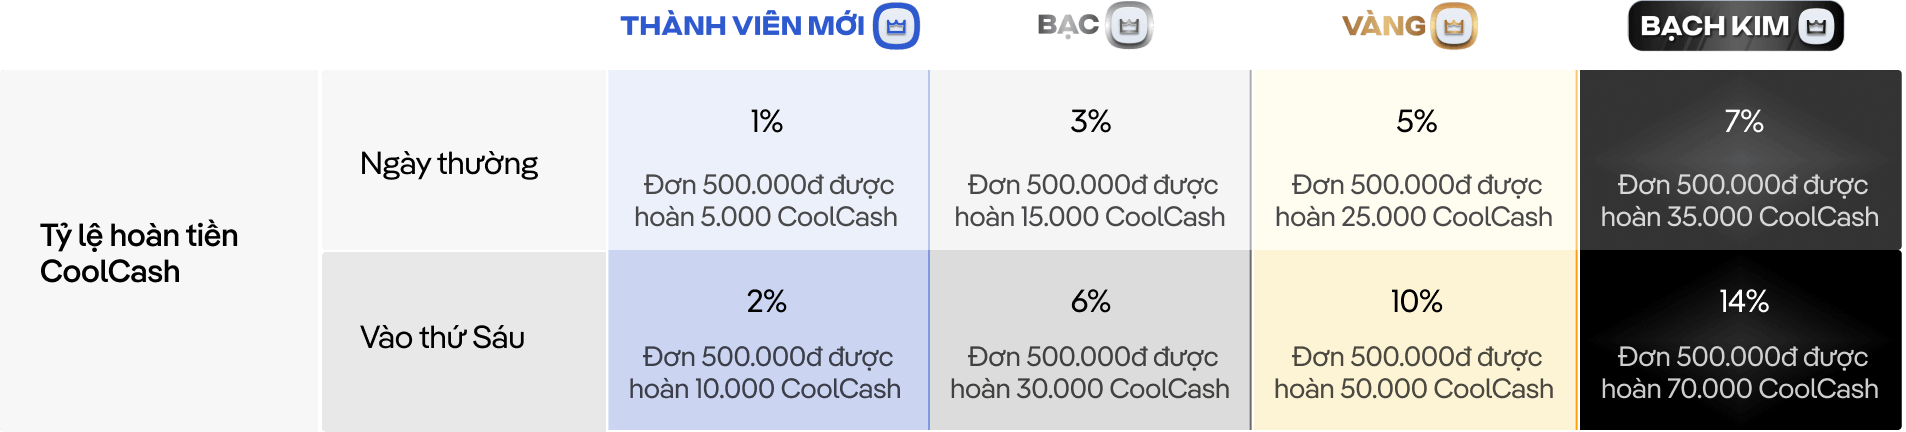 THÀNH VIÊN MỚI
BẠC
VÀNG
BẠCH KIM
Tỷ lệ hoàn tiền
CoolCash
Ngày thường
1%
Đơn 500.000đ được
hoàn 5.000 CoolCash
3%
Đơn 500.000đ được
hoàn 15.000 CoolCash
5%
Đơn 500.000đ được
hoàn 25.000 CoolCash
7%
Đơn 500.000đ được
hoàn 35.000 CoolCash
Vào thứ Sáu
2%
Đơn 500.000đ được
hoàn 10.000 CoolCash
6%
Đơn 500.000đ được
hoàn 30.000 CoolCash
10%
Đơn 500.000đ được
hoàn 50.000 CoolCash
14%
Đơn 500.000đ được
hoàn 70.000 CoolCash